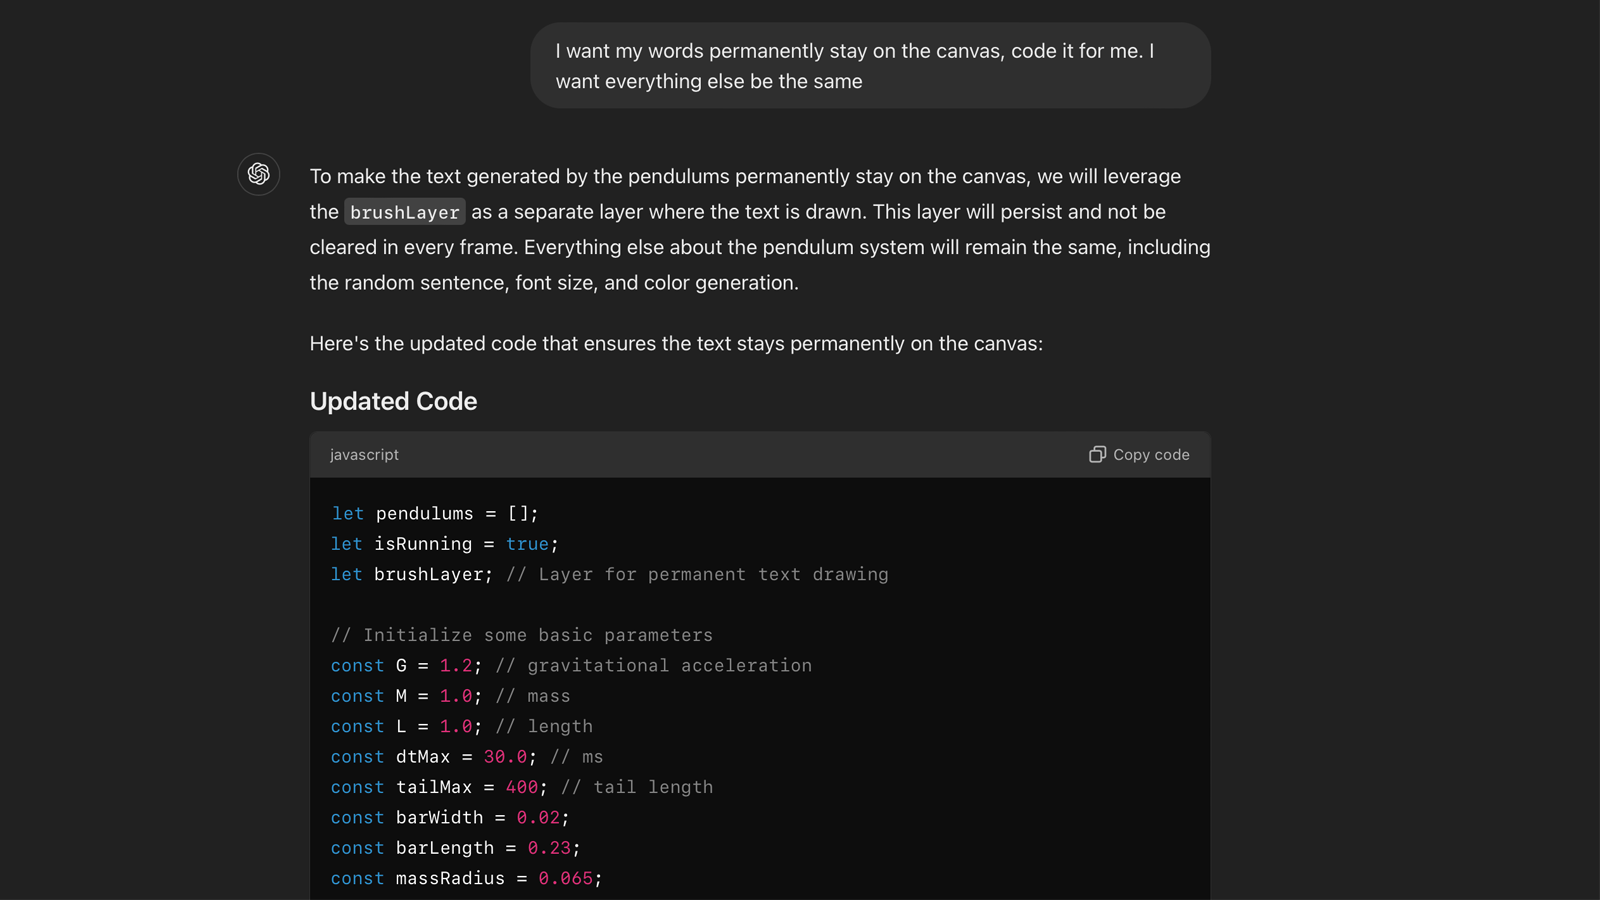 I want my words permanently stay on the canvas, code it for me. I
want everything else be the same
To make the text generated by the pendulums permanently stay on the canvas, we will leverage
the brushLayer as a separate layer where the text is drawn. This layer will persist and not be
cleared in every frame. Everything else about the pendulum system will remain the same, including
the random sentence, font size, and color generation.
Here's the updated code that ensures the text stays permanently on the canvas:
Updated Code
javascript
Copy code
let pendulums = [];
let isRunning = true;
let brushLayer; // Layer for permanent text drawing
// Initialize some basic parameters
const G = 1.2; // gravitational acceleration
const M = 1.0; // mass
const L = 1.0; // length
const dtMax = 30.0; // ms
const tailMax = 400; // tail length
const barWidth = 0.02;
const barLength = 0.23;
const massRadius = 0.065;